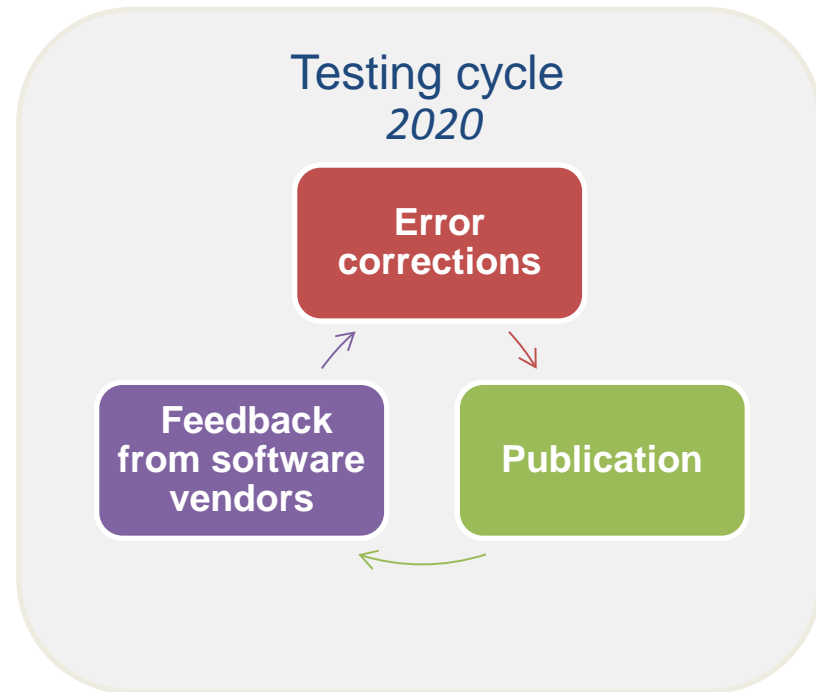 Testing cycle
2020
Error
corrections
Feedback
from software
vendors
Publication